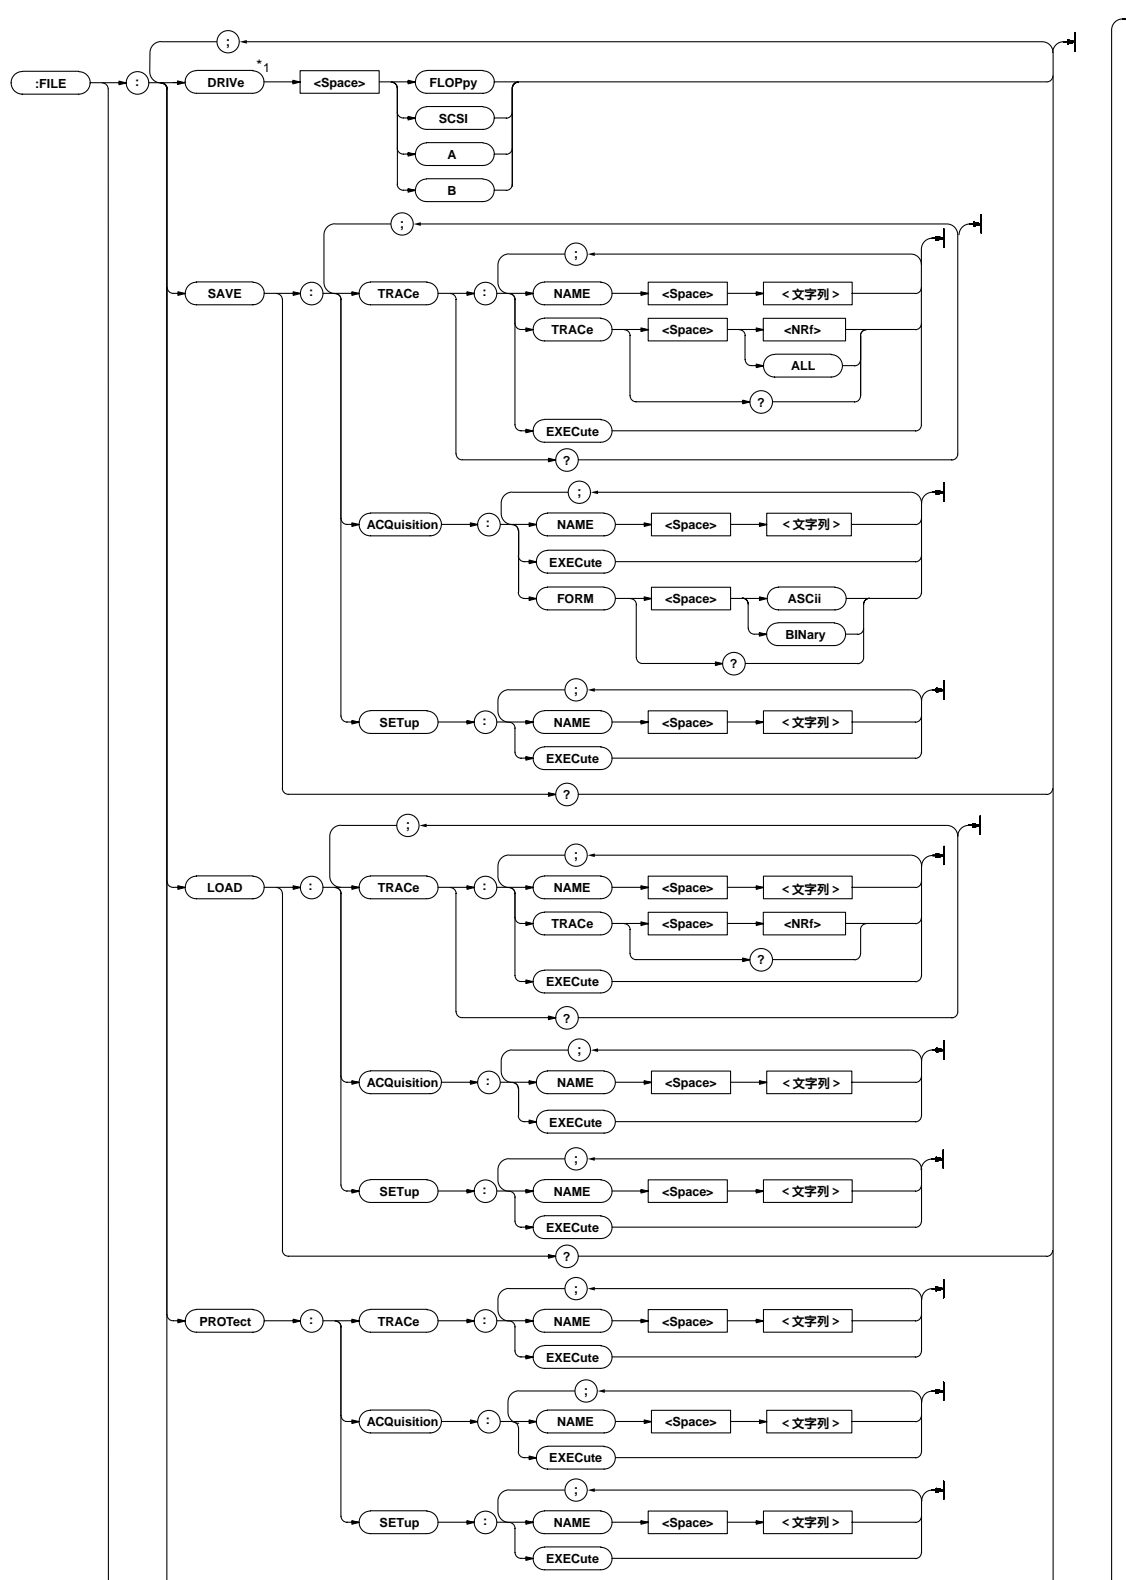 ;
:FILE : DRIVe *1 <Space> FLOPpy
SCSI
A
B
;
;
SAVE : TRACe : NAME <Space> <文字列>
TRACe <Space> <NRf>
ALL
?
EXECute
?
;
ACQuisition : NAME <Space> <文字列>
EXECute
FORM <Space> ASCii
BINary
?
;
SETup : NAME <Space> <文字列>
EXECute
?
;
;
LOAD : TRACe : NAME <Space> <文字列>
TRACe <Space> <NRf>
?
EXECute
?
;
ACQuisition : NAME <Space> <文字列>
EXECute
;
SETup : NAME <Space> <文字列>
EXECute
?
;
PROTect : TRACe : NAME <Space> <文字列>
EXECute
;
ACQuisition : NAME <Space> <文字列>
EXECute
;
SETup : NAME <Space> <文字列>
EXECute